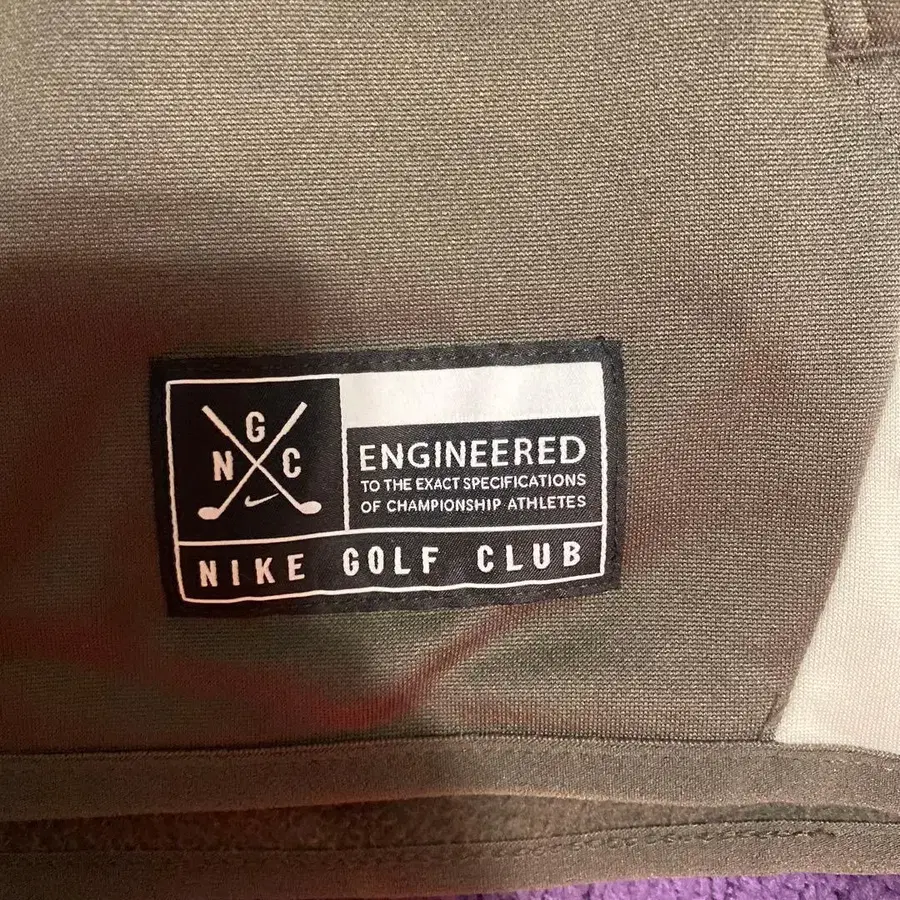 G
N C
ENGINEERED
TO THE EXACT SPECIFICATIONS
OF CHAMPIONSHIP ATHLETES
NIKE GOLF CLUB